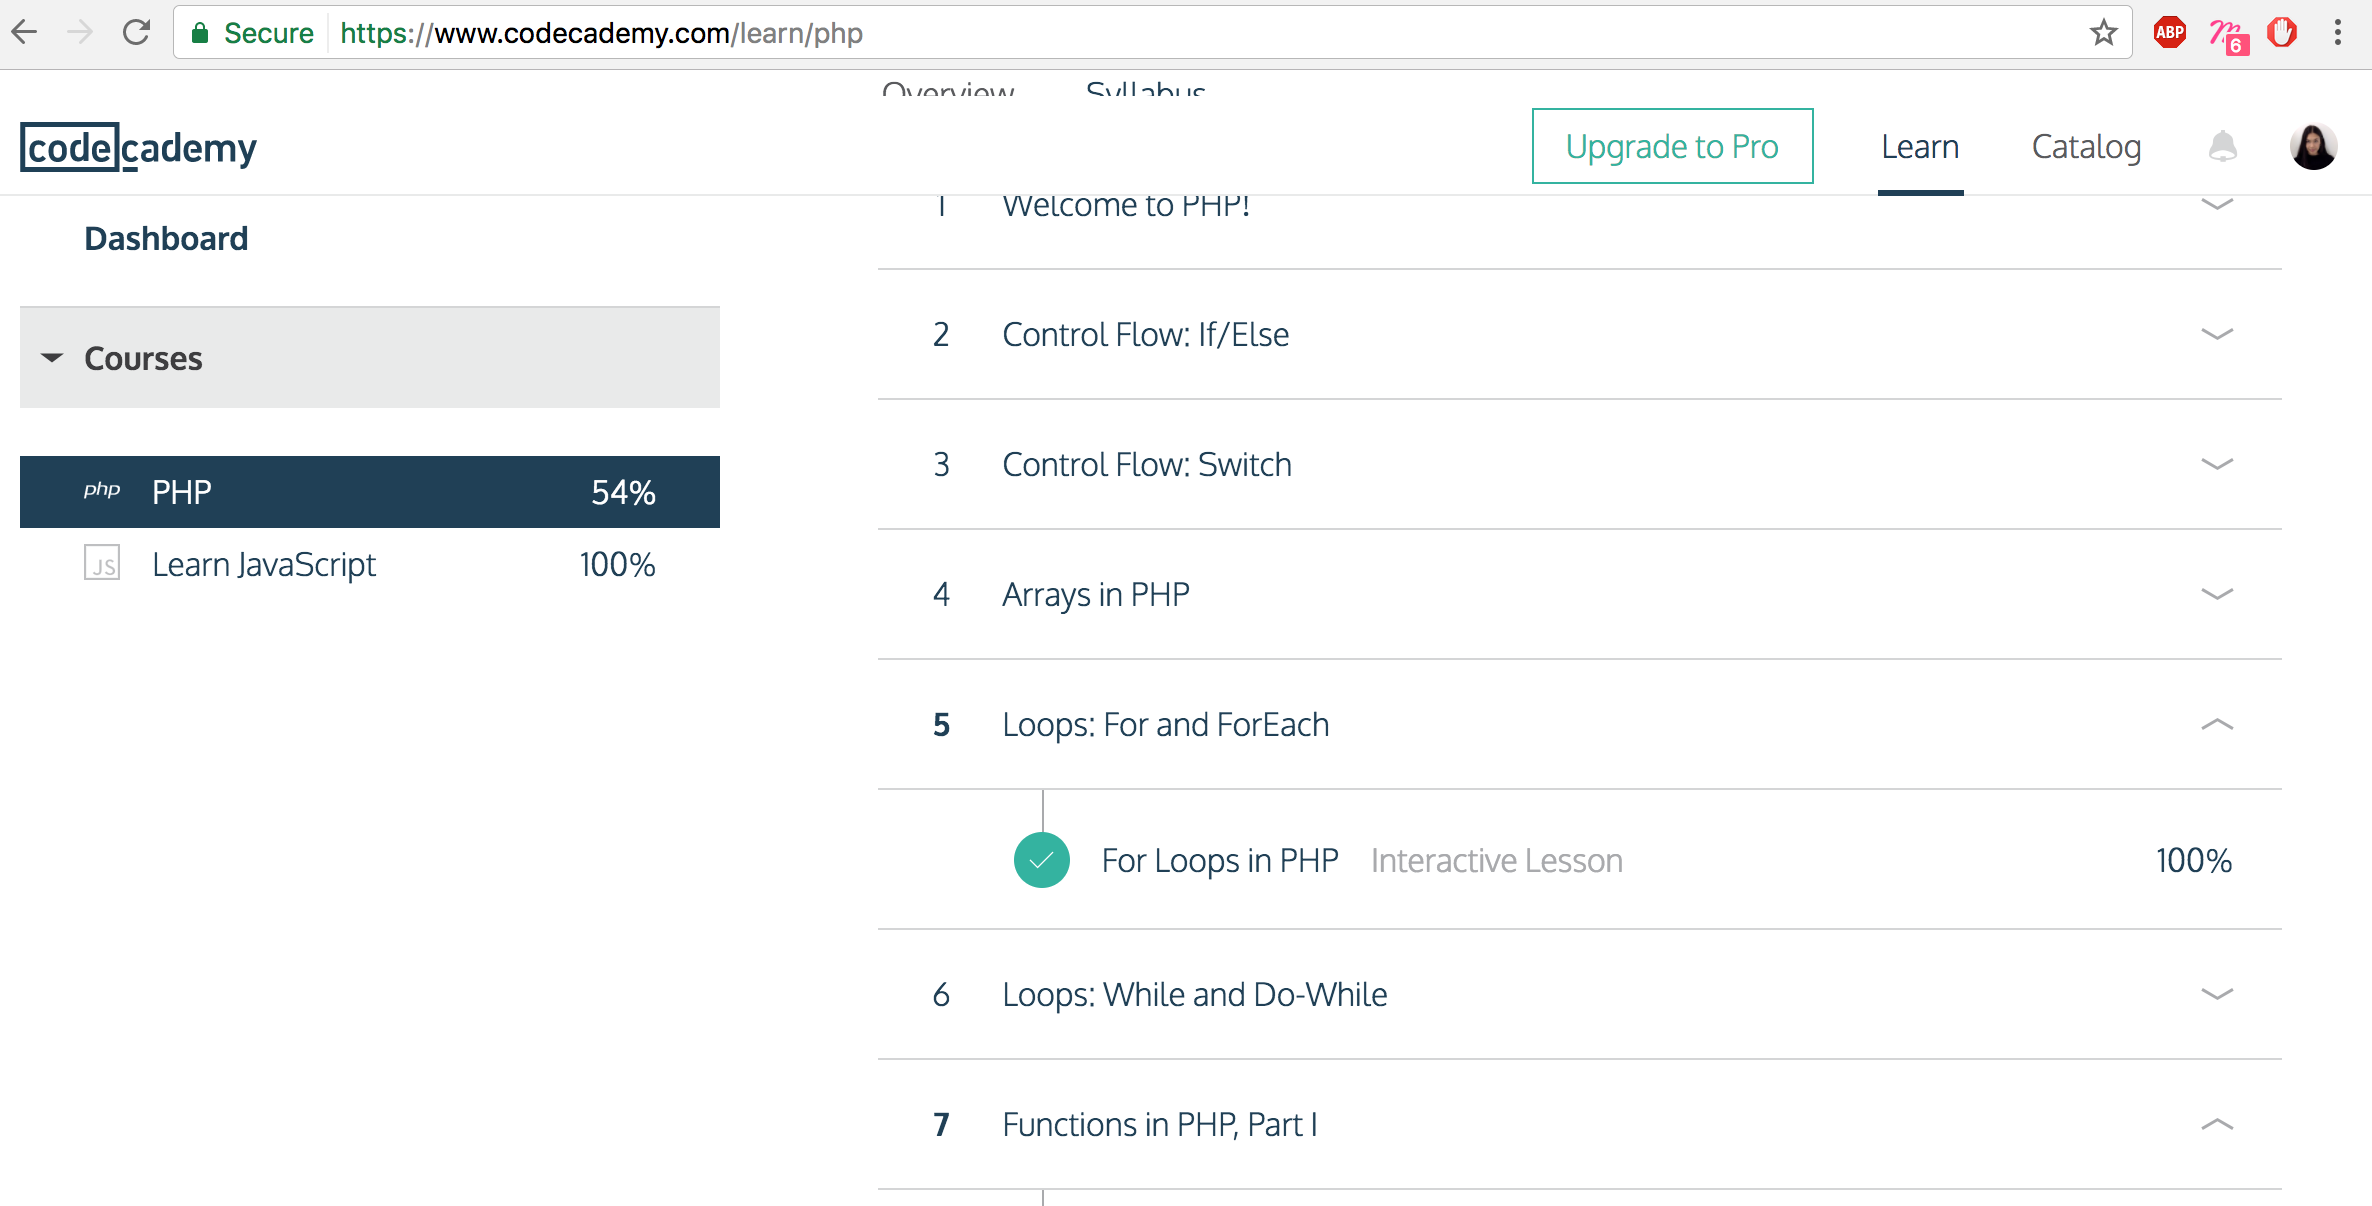 Secure https://www.codecademy.com/learn/php
ABP
6
Overview Syllabus
codecademy
Upgrade to Pro
Learn
Catalog
1 Welcome to PHP!
Dashboard
2 Control Flow: If/Else
Courses
3 Control Flow: Switch
php PHP 54%
JS Learn JavaScript 100%
4 Arrays in PHP
5 Loops: For and ForEach
For Loops in PHP Interactive Lesson 100%
6 Loops: While and Do-While
7 Functions in PHP, Part I